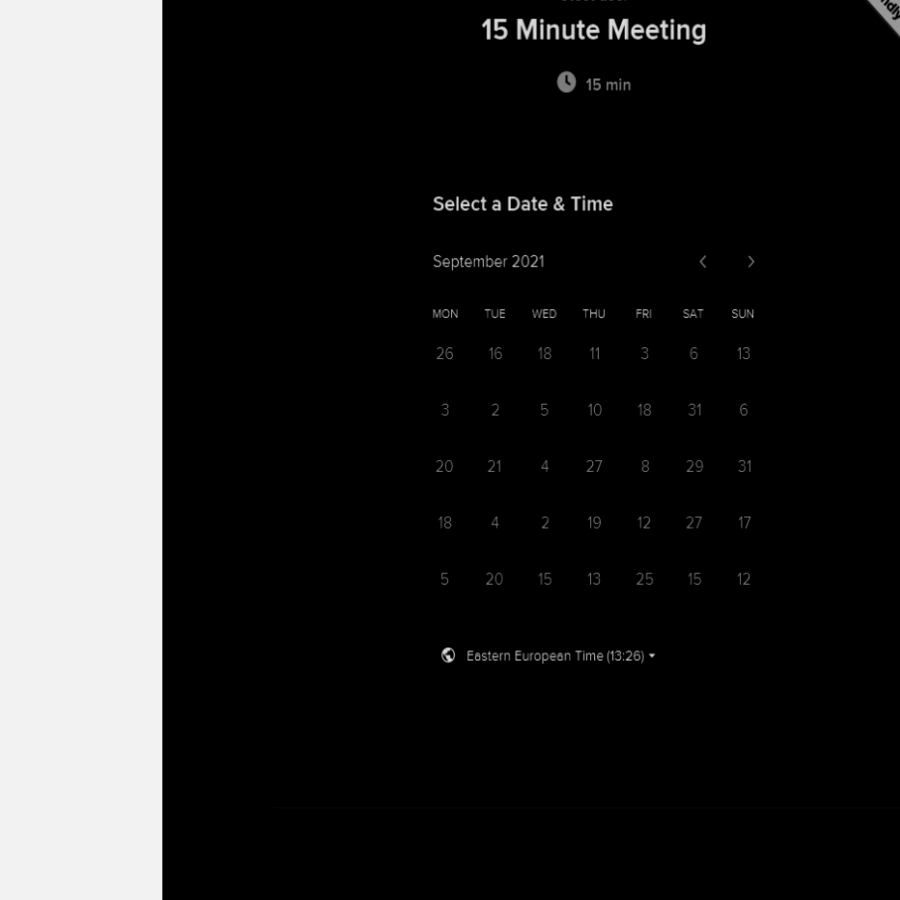 15 Minute Meeting
15 min
Select a Date & Time
September 2021
MON TUE WED THU FRI SAT SUN
26 16 18 11 3 6 13
3 2 5 10 18 31 6
20 21 4 27 8 29 31
18 4 2 19 12 27 17
5 20 15 13 25 15 12
Eastern European Time (13:26)